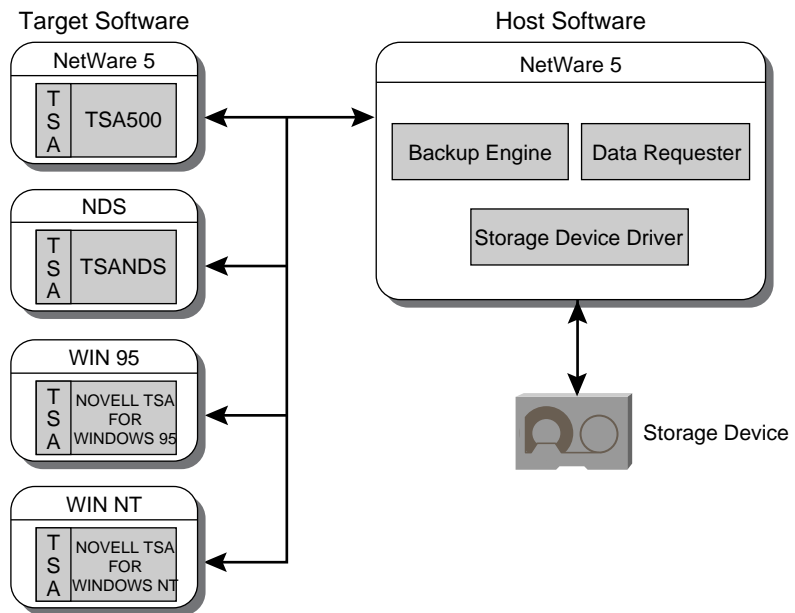 Target Software
NetWare 5
T
S
A
TSA500
NDS
T
S
A
TSANDS
WIN 95
T
S
A
NOVELL TSA
FOR
WINDOWS 95
WIN NT
T
S
A
NOVELL TSA
FOR
WINDOWS NT
Host Software
NetWare 5
Backup Engine
Data Requester
Storage Device Driver
Storage Device